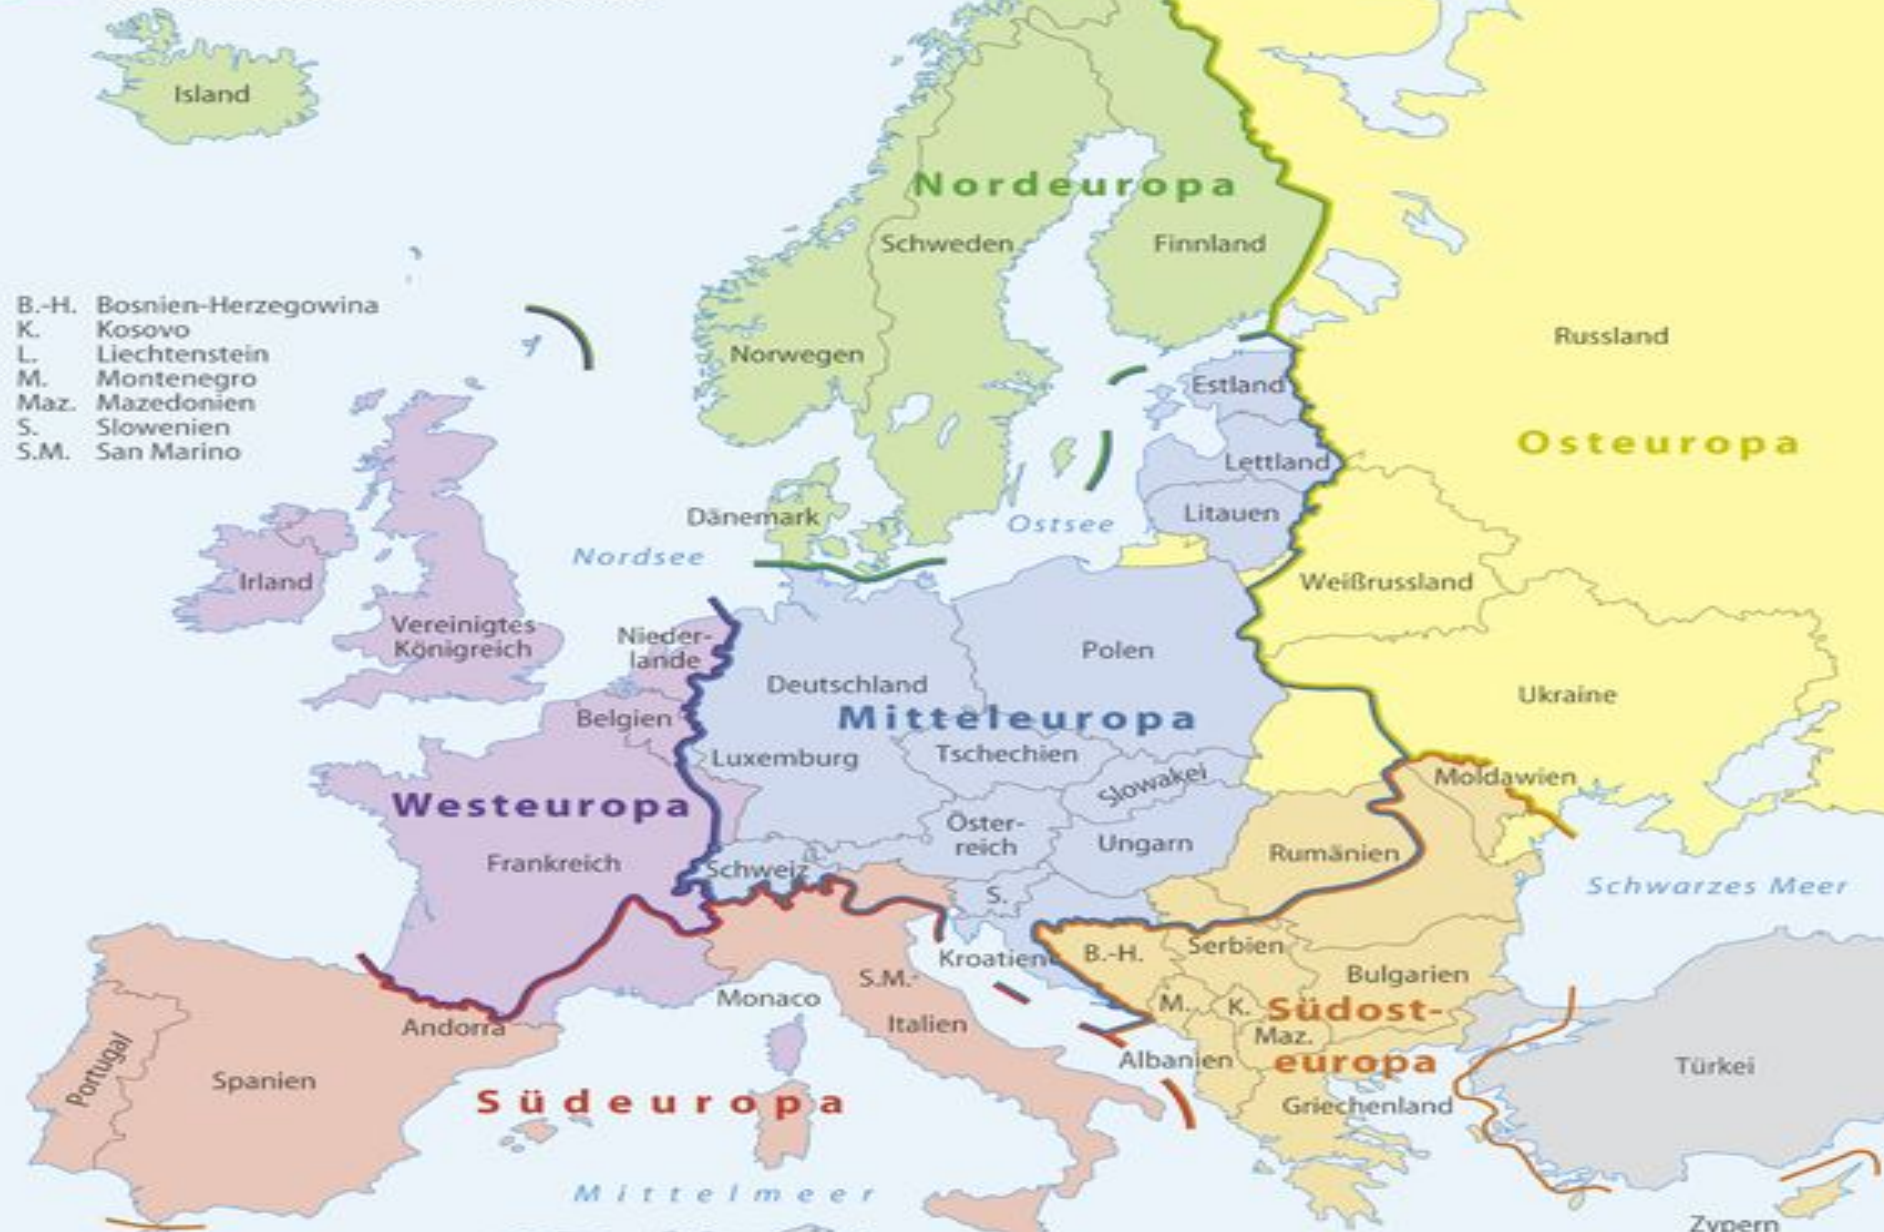 Island
Nordeuropa
Schweden
Finnland
B.-H. Bosnien-Herzegowina
K. Kosovo
L. Liechtenstein
M. Montenegro
Maz. Mazedonien
S. Slowenien
S.M. San Marino
Norwegen
Russland
Estland
Osteuropa
Lettland
Litauen
Dänemark
Ostsee
Nordsee
Irland
Weißrussland
Vereinigtes
Königreich
Nieder-
lande
Polen
Deutschland
Ukraine
Belgien
Mitteleuropa
Luxemburg
Tschechien
Slowakei
Moldawien
Westeuropa
Öster-
reich
Ungarn
Rumänien
Frankreich
Schweiz
S.
Schwarzes Meer
Kroatien
B.-H.
Serbien
Bulgarien
S.M.
Monaco
M.
K.
Südost-
europa
Maz.
Andorra
Italien
Portugal
Spanien
Albanien
Türkei
Südeuropa
Griechenland
Mittelmeer
Zypern